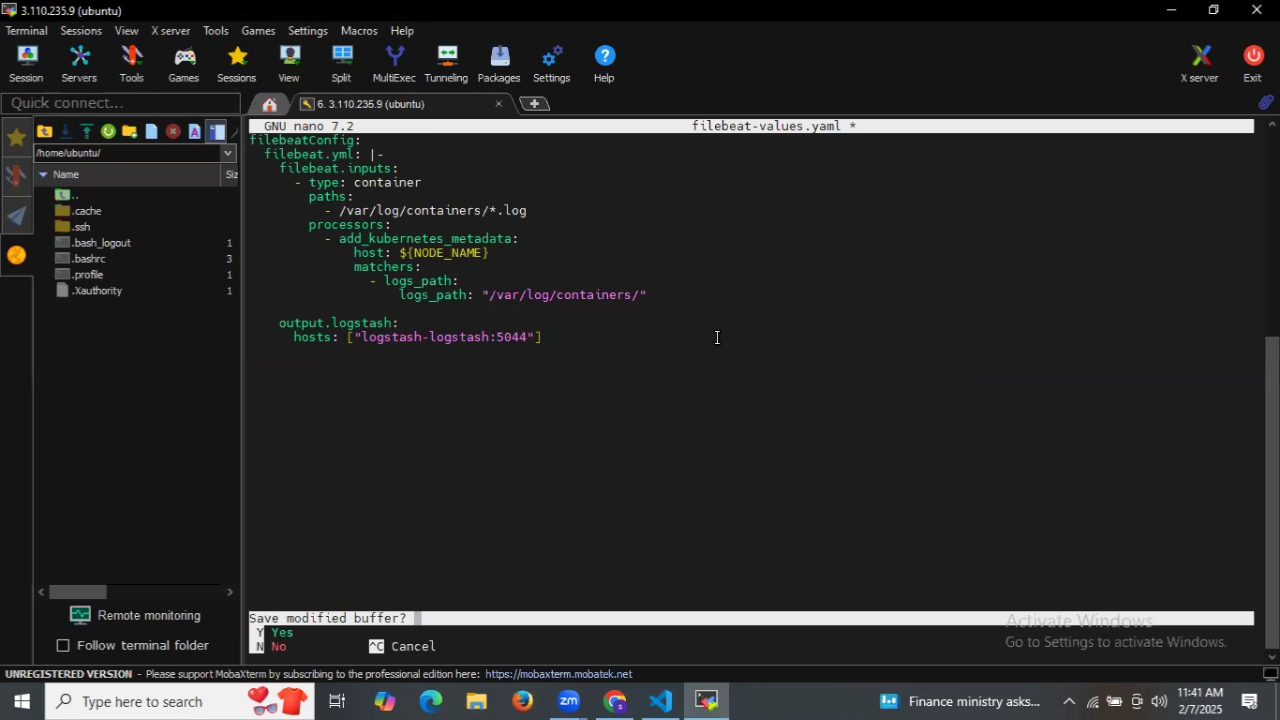 3.110.235.9 (ubuntu)
Terminal Sessions View X server Tools Games Settings Macros Help
Session Servers Tools Games Sessions View Split MultiExec Tunneling Packages Settings Help X server Exit
Quick connect...
6. 3.110.235.9 (ubuntu)
/home/ubuntu/
Name Siz
..
.cache
.ssh
.bash_logout 1
.bashrc 3
.profile 1
.Xauthority 1
Remote monitoring
Follow terminal folder
GNU nano 7.2 filebeat-values.yaml *
filebeatConfig:
filebeat.yml: |-
filebeat.inputs:
- type: container
paths:
- /var/log/containers/*.log
processors:
- add_kubernetes_metadata:
host: ${NODE_NAME}
matchers:
- logs_path:
logs_path: "/var/log/containers/"
output.logstash:
hosts: ["logstash-logstash:5044"]
Save modified buffer?
Y Yes
N No ^C Cancel
Activate Windows
Go to Settings to activate Windows.
UNREGISTERED VERSION - Please support MobaXterm by subscribing to the professional edition here: https://mobaxterm.mobatek.net
Type here to search
zm
Finance ministry asks...
11:41 AM
2/7/2025